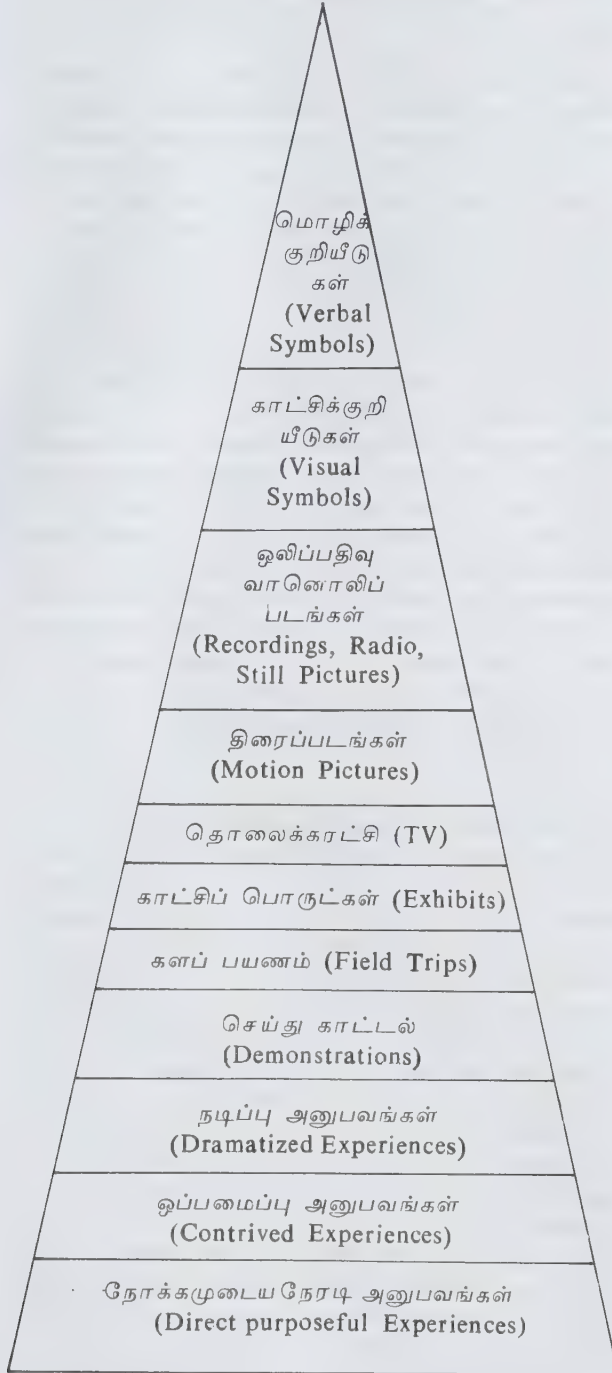 மொழிக்
குறியீடு
கள்
(Verbal
Symbols)
காட்சிக்குறி
யீடுகள்
(Visual
Symbols)
ஒலிப்பதிவு
வானொலிப்
படங்கள்
(Recordings, Radio,
Still Pictures)
திரைப்படங்கள்
(Motion Pictures)
தொலைக்கரட்சி (TV)
காட்சிப் பொருட்கள் (Exhibits)
களப் பயணம் (Field Trips)
செய்து காட்டல்
(Demonstrations)
நடிப்பு அனுபவங்கள்
(Dramatized Experiences)
ஒப்பமைப்பு அனுபவங்கள்
(Contrived Experiences)
நோக்கமுடைய நேரடி அனுபவங்கள்
(Direct purposeful Experiences)